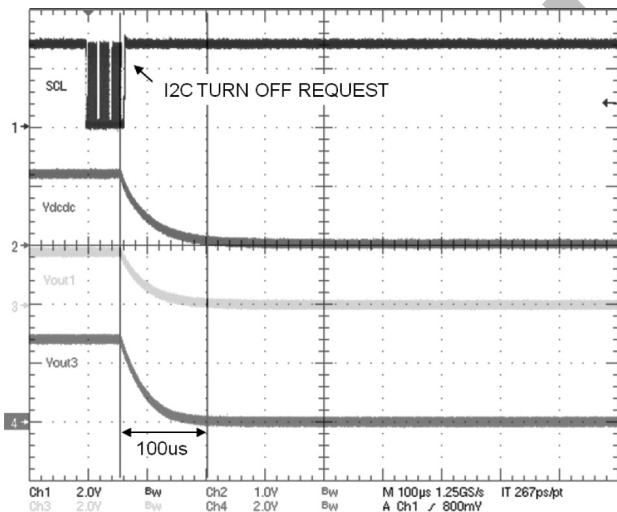 SCL
I2C TURN OFF REQUEST
1
Vdcdc
2
Vout1
3
Vout3
4
100us
Ch1 2.0V Bw Ch2 1.0V Bw M 100µs 1.25GS/s IT 267ps/pt
Ch3 2.0V Bw Ch4 2.0V Bw A Ch1 ∕ 800mV